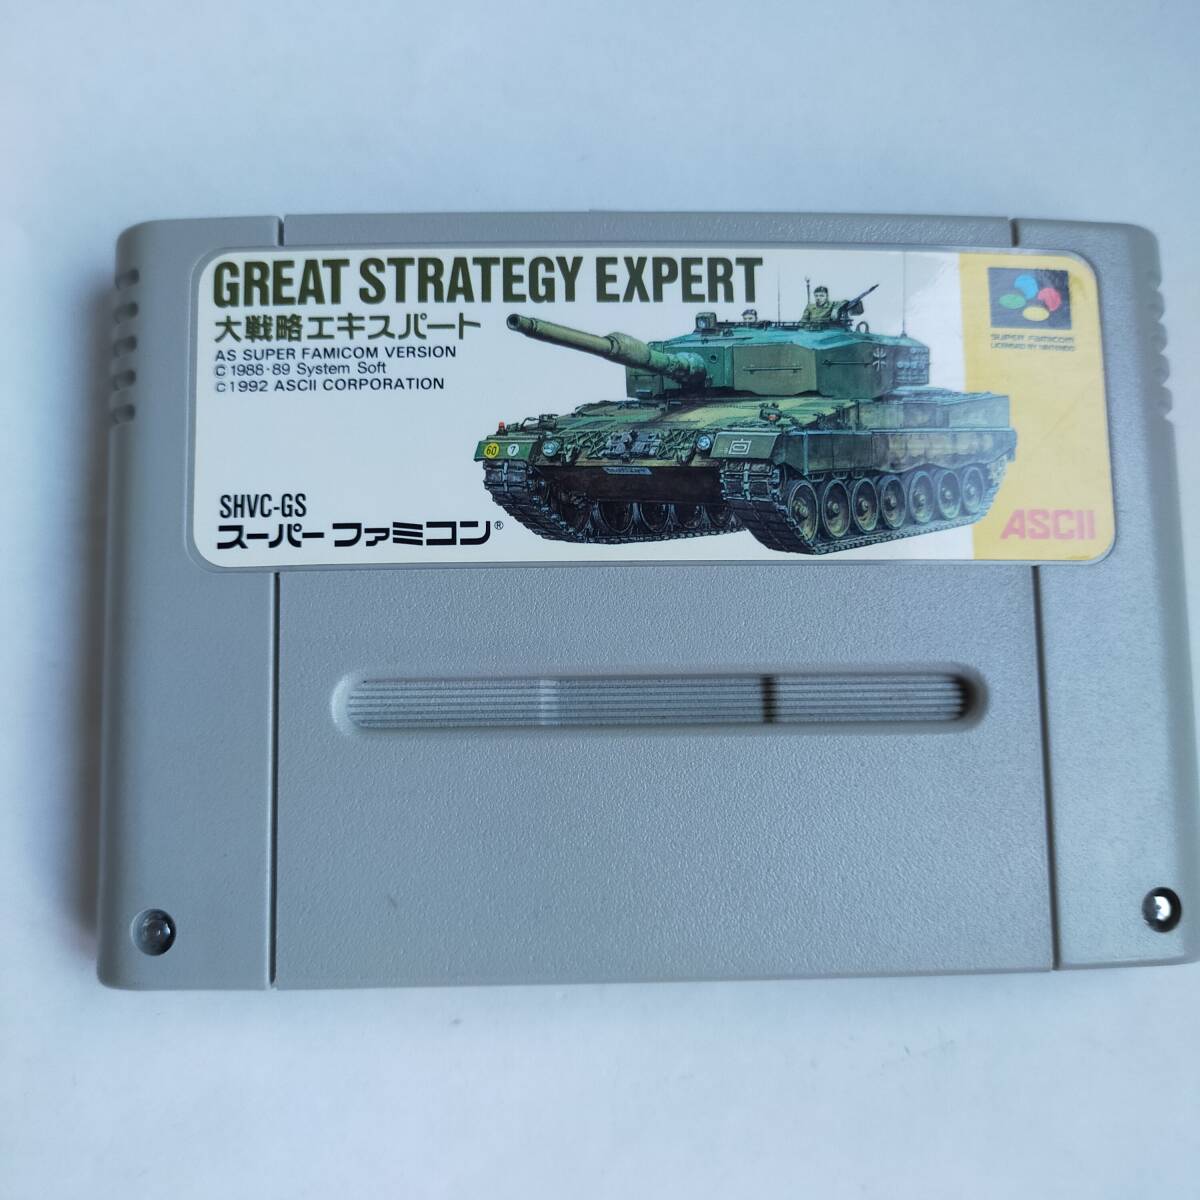 GREAT STRATEGY EXPERT
大戦略エキスパート
AS SUPER FAMICOM VERSION
© 1988·89 System Soft
©1992 ASCII CORPORATION
SHVC-GS
スーパーファミコン®
SUPER FAMICOM
LICENSED BY NINTENDO
ASCII
60
7